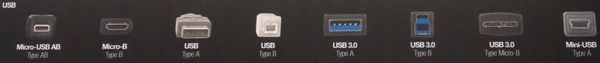 USB
Micro-USB AB
Type AB
Micro-B
Type B
USB
Type A
USB
Type B
USB 3.0
Type A
USB 3.0
Type B
USB 3.0
Type Micro-B
Mini-USB
Type A